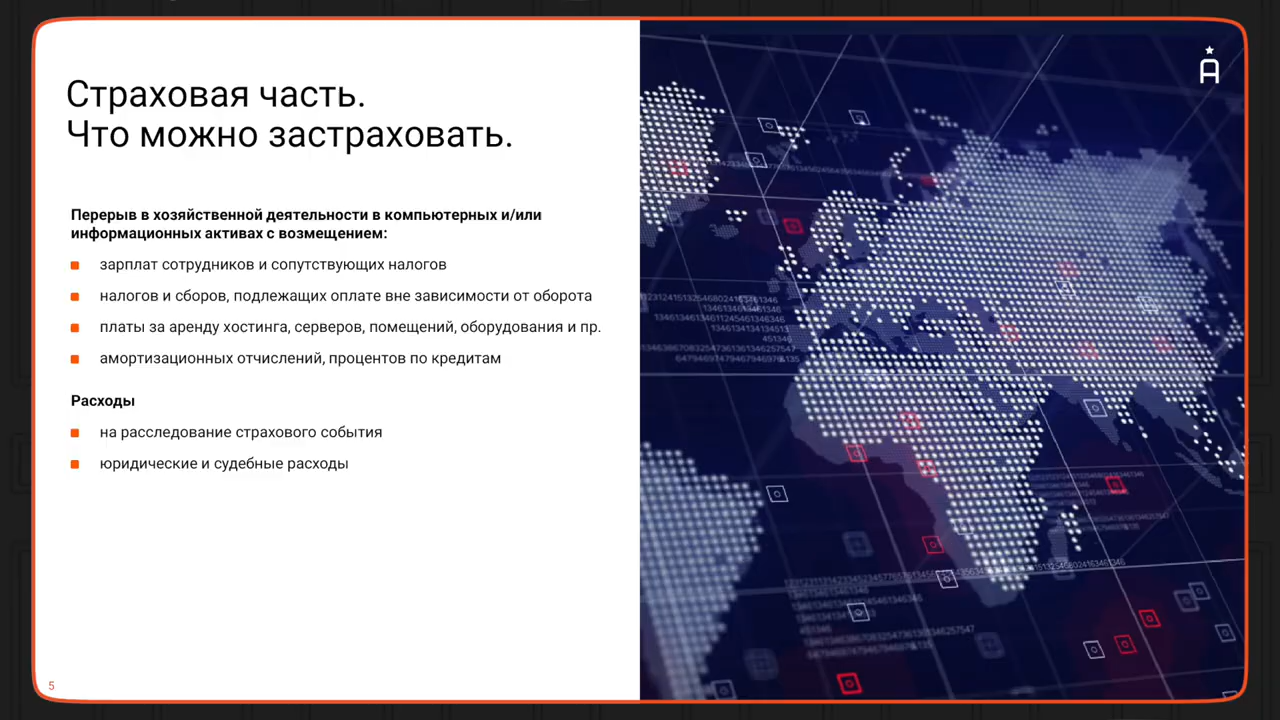 Страховая часть.
Что можно застраховать.
Перерыв в хозяйственной деятельности в компьютерных и/или
информационных активах с возмещением:
зарплат сотрудников и сопутствующих налогов
налогов и сборов, подлежащих оплате вне зависимости от оборота
платы за аренду хостинга, серверов, помещений, оборудования и пр.
амортизационных отчислений, процентов по кредитам
Расходы
на расследование страхового события
юридические и судебные расходы
5